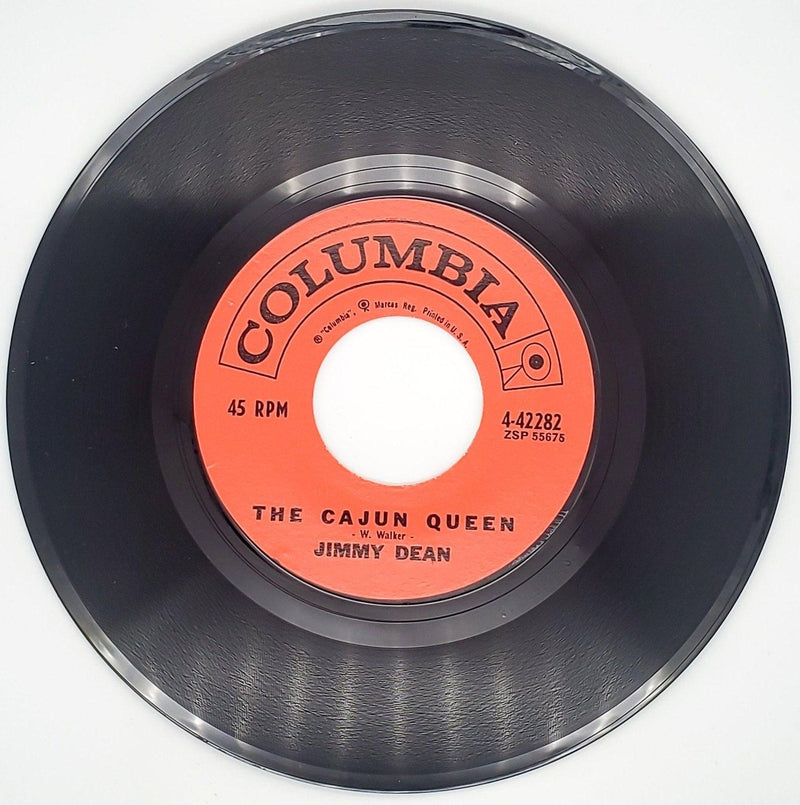 COLUMBIA
® "Columbia", Marcas Reg. Printed in U.S.A.
45 RPM
4-42282
ZSP 55675
THE CAJUN QUEEN
- W. Walker -
JIMMY DEAN